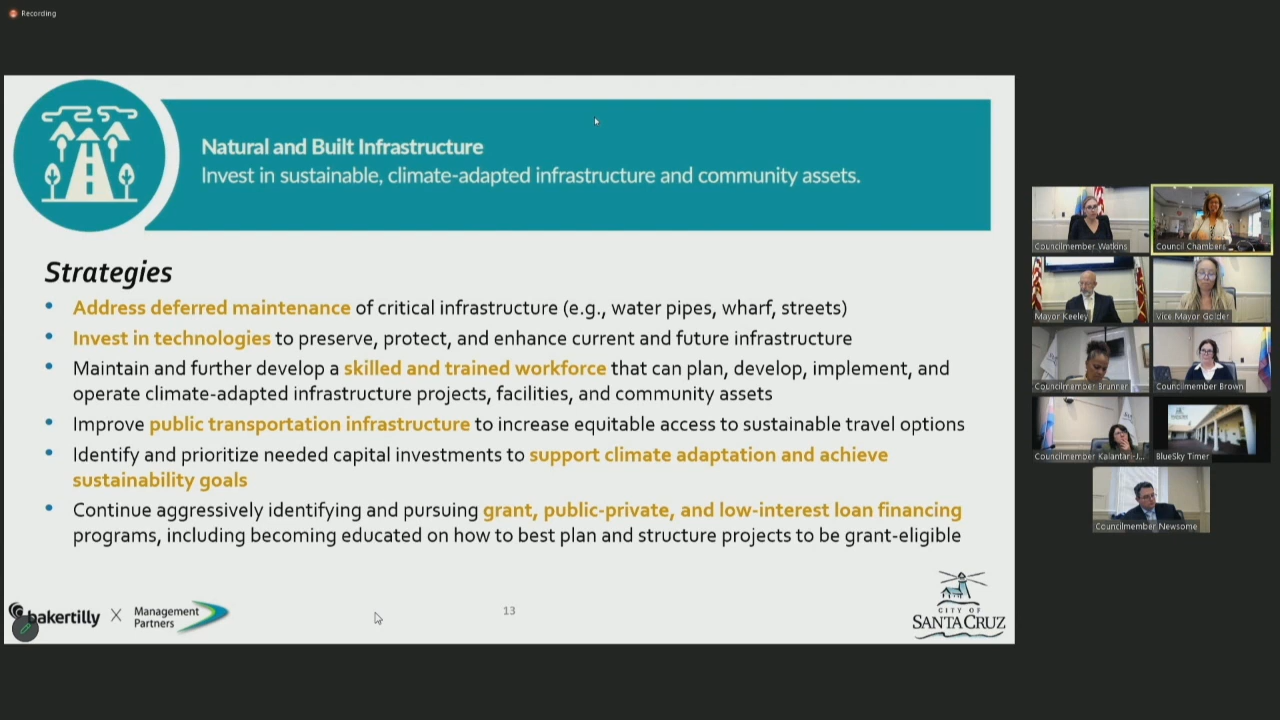 Recording
Natural and Built Infrastructure
Invest in sustainable, climate-adapted infrastructure and community assets.
Strategies
• Address deferred maintenance of critical infrastructure (e.g., water pipes, wharf, streets)
• Invest in technologies to preserve, protect, and enhance current and future infrastructure
• Maintain and further develop a skilled and trained workforce that can plan, develop, implement, and
operate climate-adapted infrastructure projects, facilities, and community assets
• Improve public transportation infrastructure to increase equitable access to sustainable travel options
• Identify and prioritize needed capital investments to support climate adaptation and achieve
sustainability goals
• Continue aggressively identifying and pursuing grant, public-private, and low-interest loan financing
programs, including becoming educated on how to best plan and structure projects to be grant-eligible
bakertilly X Management
Partners
13
CITY OF
SANTA CRUZ
Councilmember Watkins
Council Chambers
Mayor Keeley
Vice Mayor Golder
Councilmember Brunner
Councilmember Brown
Councilmember Kalantari-J...
BlueSky Timer
Councilmember Newsome